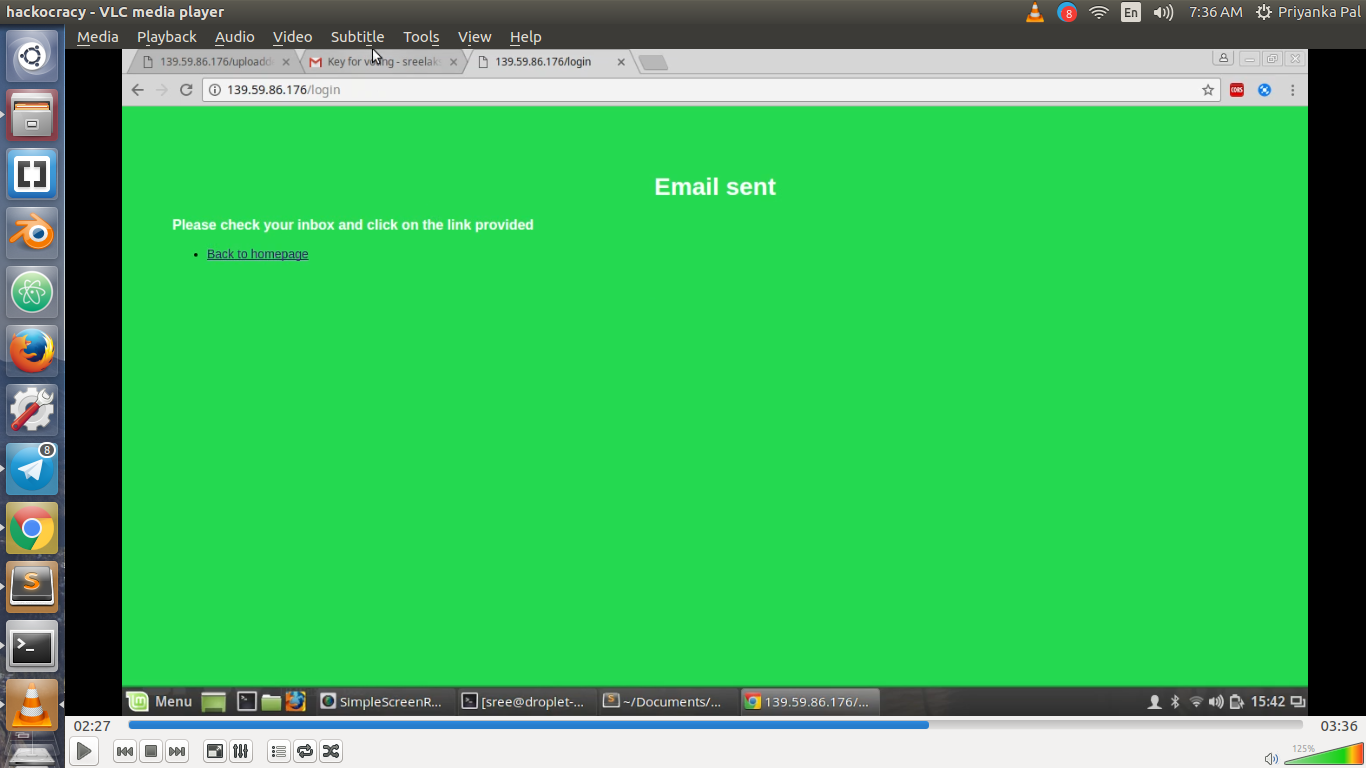 hackocracy - VLC media player
8
En
7:36 AM
Priyanka Pal
Media Playback Audio Video Subtitle Tools View Help
139.59.86.176/upload
Key for voting - sreelak
139.59.86.176/login
139.59.86.176/login
CORS
Email sent
Please check your inbox and click on the link provided
Back to homepage
8
Menu
SimpleScreenR...
[sree@droplet-...
~/Documents/...
139.59.86.176/...
15:42
02:27
03:36
125%